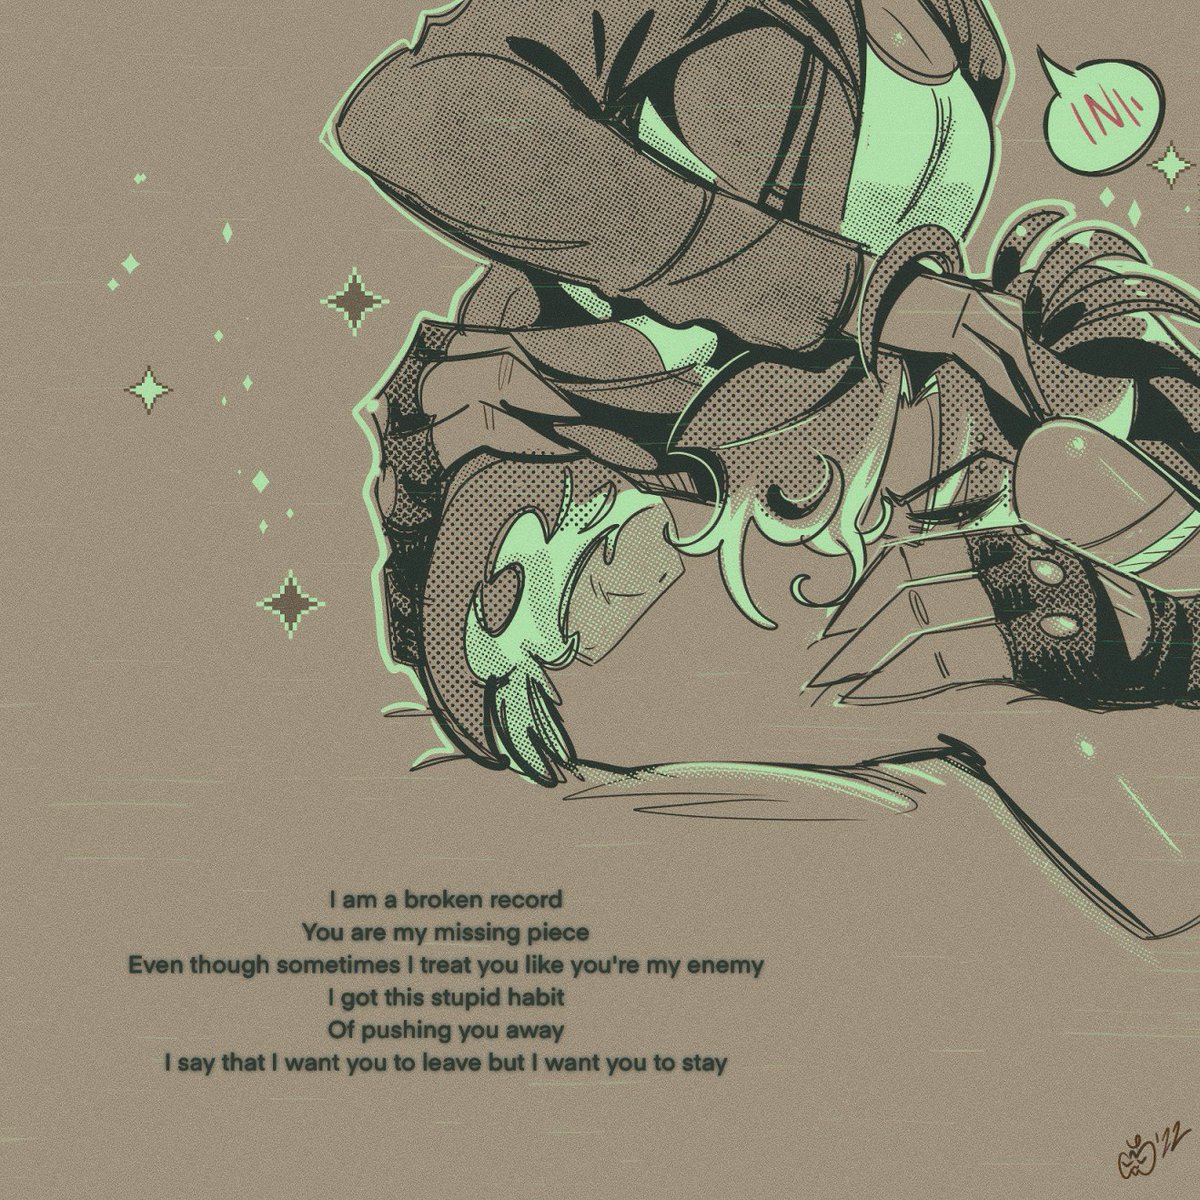 I am a broken record
You are my missing piece
Even though sometimes I treat you like you're my enemy
I got this stupid habit
Of pushing you away
I say that I want you to leave but I want you to stay
'22